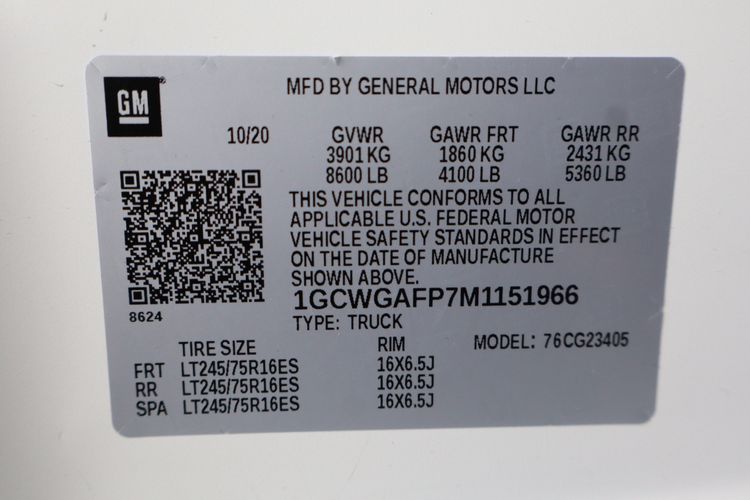 GM®
MFD BY GENERAL MOTORS LLC
10/20 GVWR GAWR FRT GAWR RR
3901 KG 1860 KG 2431 KG
8600 LB 4100 LB 5360 LB
THIS VEHICLE CONFORMS TO ALL
APPLICABLE U.S. FEDERAL MOTOR
VEHICLE SAFETY STANDARDS IN EFFECT
ON THE DATE OF MANUFACTURE
SHOWN ABOVE.
1GCWGAFP7M1151966
8624
TYPE: TRUCK
TIRE SIZE RIM MODEL: 76CG23405
FRT LT245/75R16ES 16X6.5J
RR LT245/75R16ES 16X6.5J
SPA LT245/75R16ES 16X6.5J